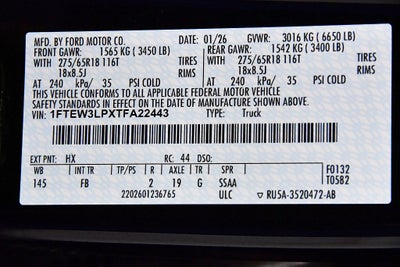 MFD. BY FORD MOTOR CO. 01/26 GVWR: 3016 KG (6650 LB)
FRONT GAWR: 1565 KG (3450 LB) REAR GAWR: 1542 KG (3400 LB)
WITH 275/65R18 116T WITH 275/65R18 116T
18x8.5J 18x8.5J
AT 240 kPa/ 35 PSI COLD AT 240 kPa/ 35 PSI COLD
THIS VEHICLE CONFORMS TO ALL APPLICABLE FEDERAL MOTOR VEHICLE
SAFETY, BUMPER, AND THEFT PREVENTION STANDARDS IN EFFECT ON THE DATE OF MANUFACTURE SHOWN ABOVE.
VIN: 1FTEW3LPXTFA22443 TYPE: Truck
EXT PNT: HX RC: 44 DSO: F0132
WB INT TR TP/PS R AXLE TR SPR T0582
145 FB 2 19 G SSAA
2202601236765 ULC RU5A-3520472-AB